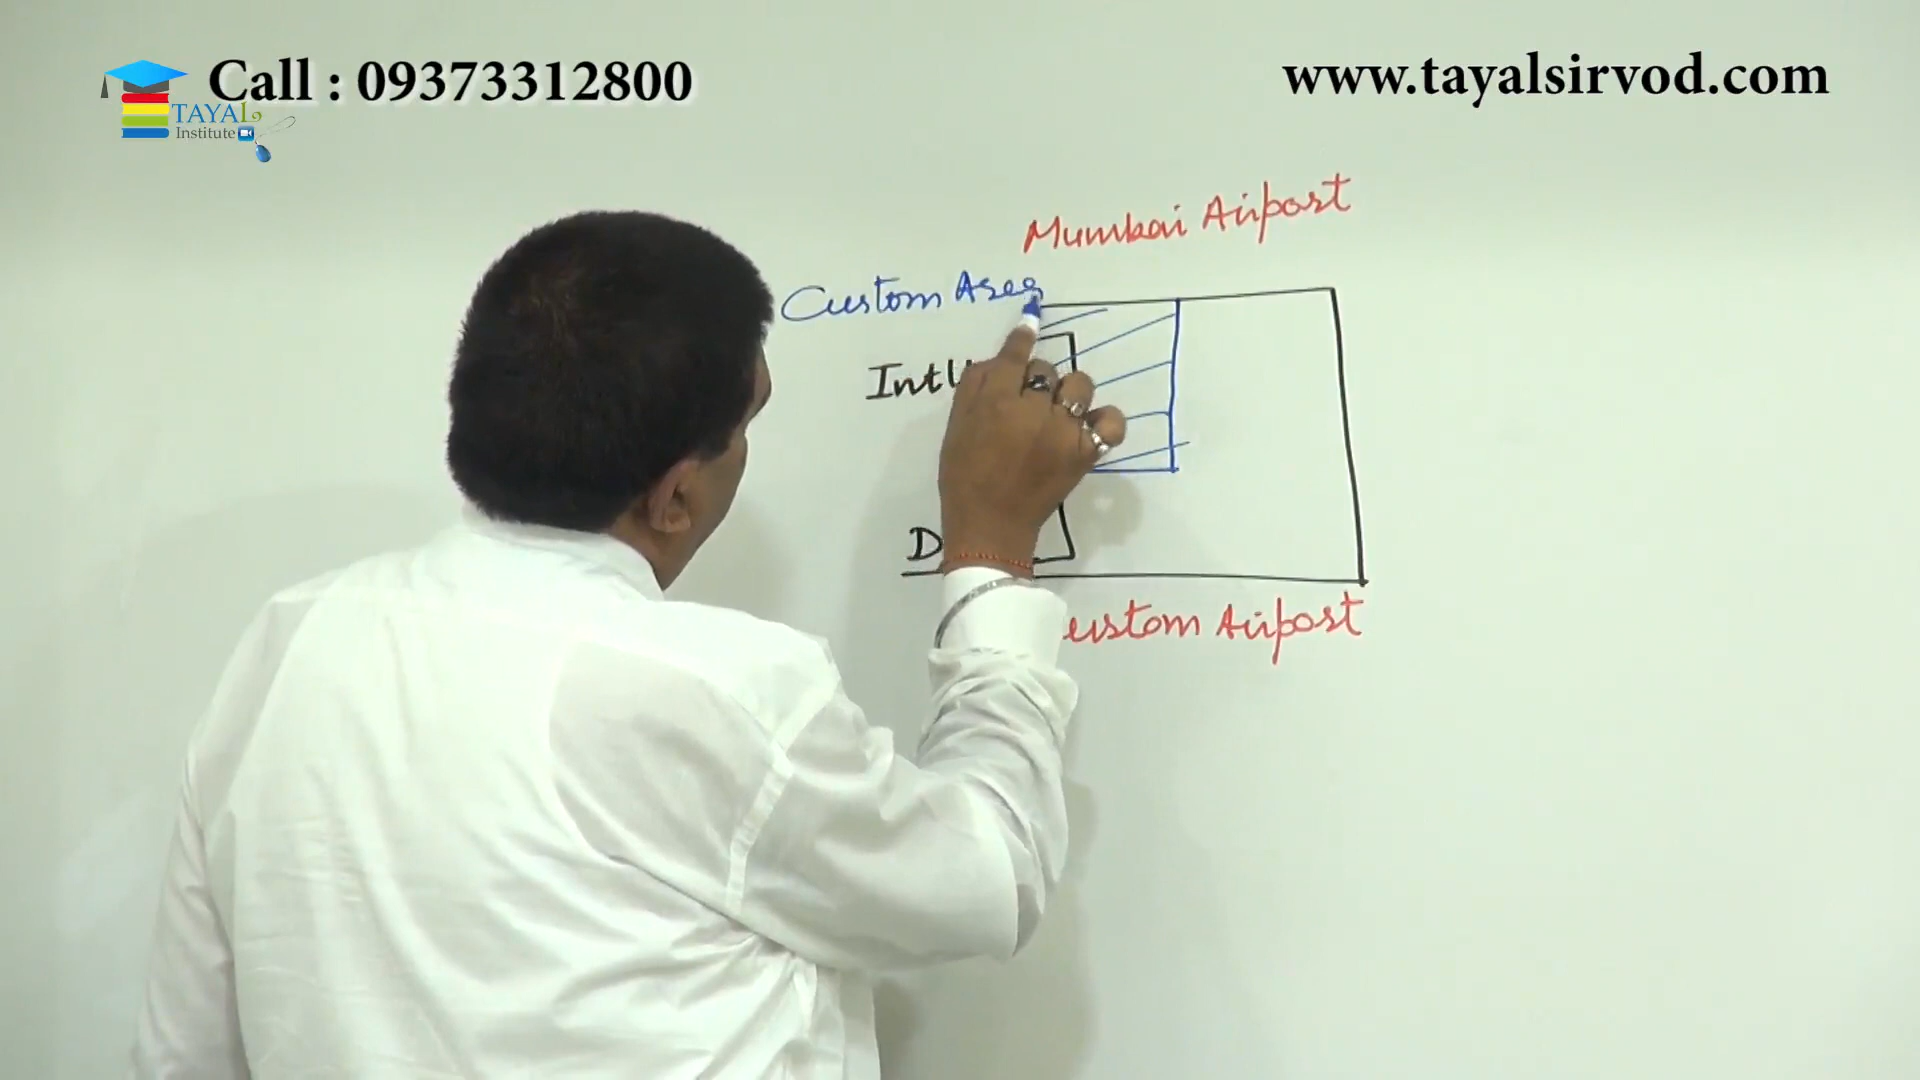 Call : 09373312800
www.tayalsirvod.com
TAYAL
Institute
Mumbai Airport
Custom Area
Intl
D
ustom Airport